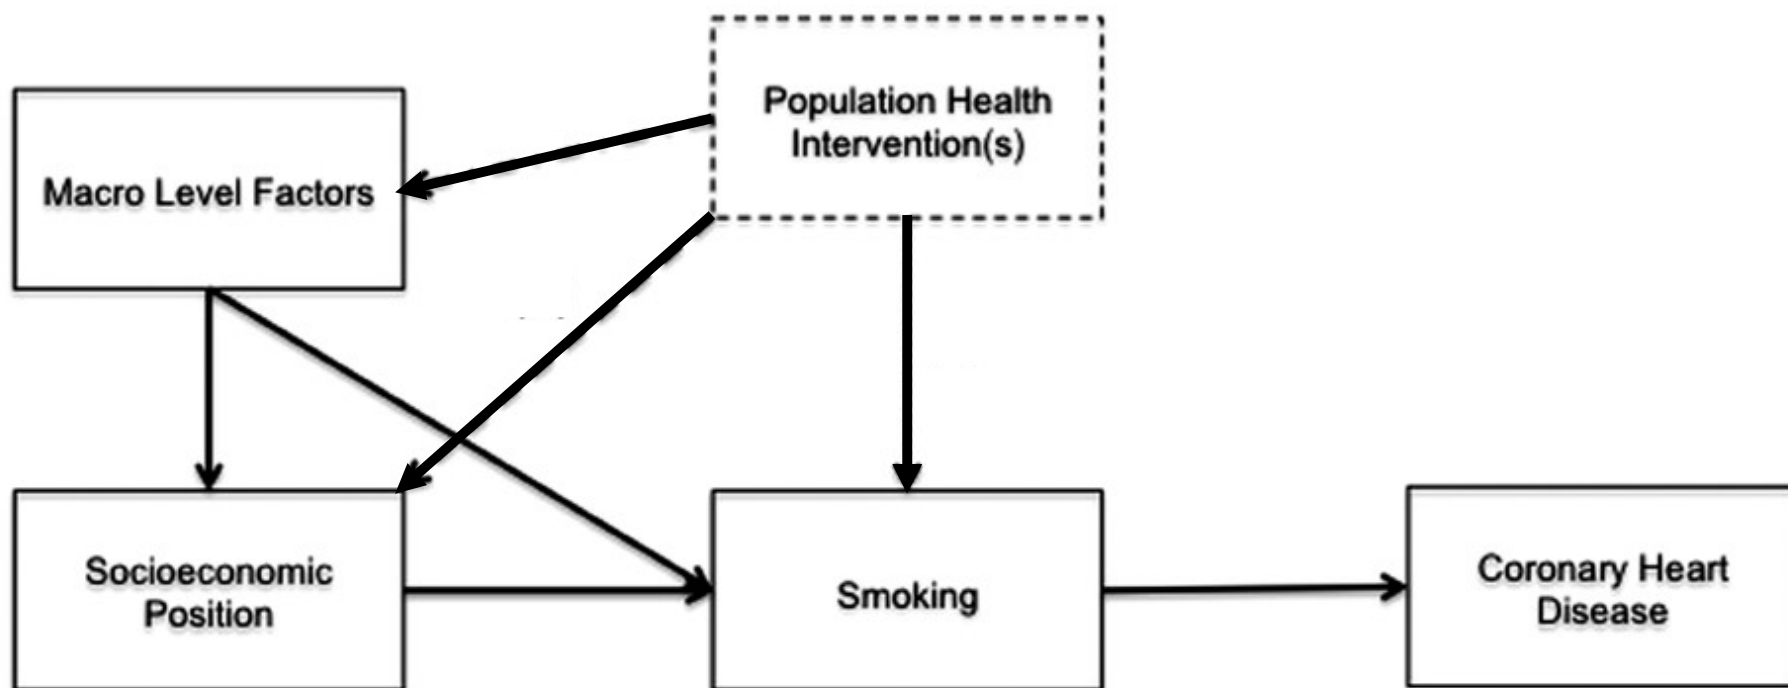 Population Health
Intervention(s)
Macro Level Factors
Socioeconomic
Position
Smoking
Coronary Heart
Disease